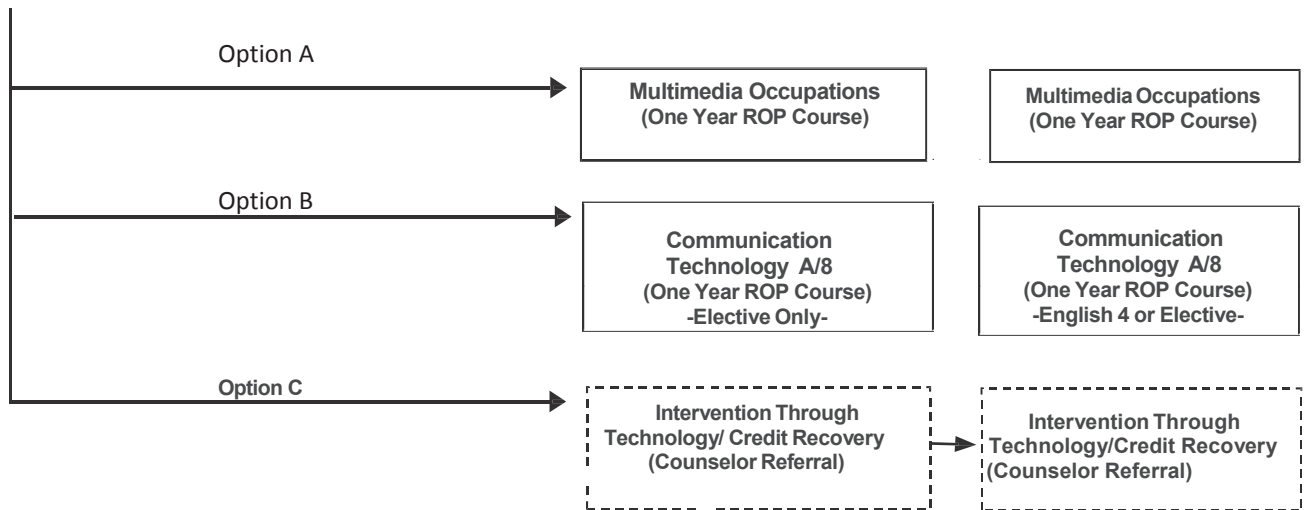 Option A
Multimedia Occupations
(One Year ROP Course)
Multimedia Occupations
(One Year ROP Course)
Option B
Communication
Technology A/8
(One Year ROP Course)
-Elective Only-
Communication
Technology A/8
(One Year ROP Course)
-English 4 or Elective-
Option C
Intervention Through
Technology/ Credit Recovery
(Counselor Referral)
Intervention Through
Technology/Credit Recovery
(Counselor Referral)